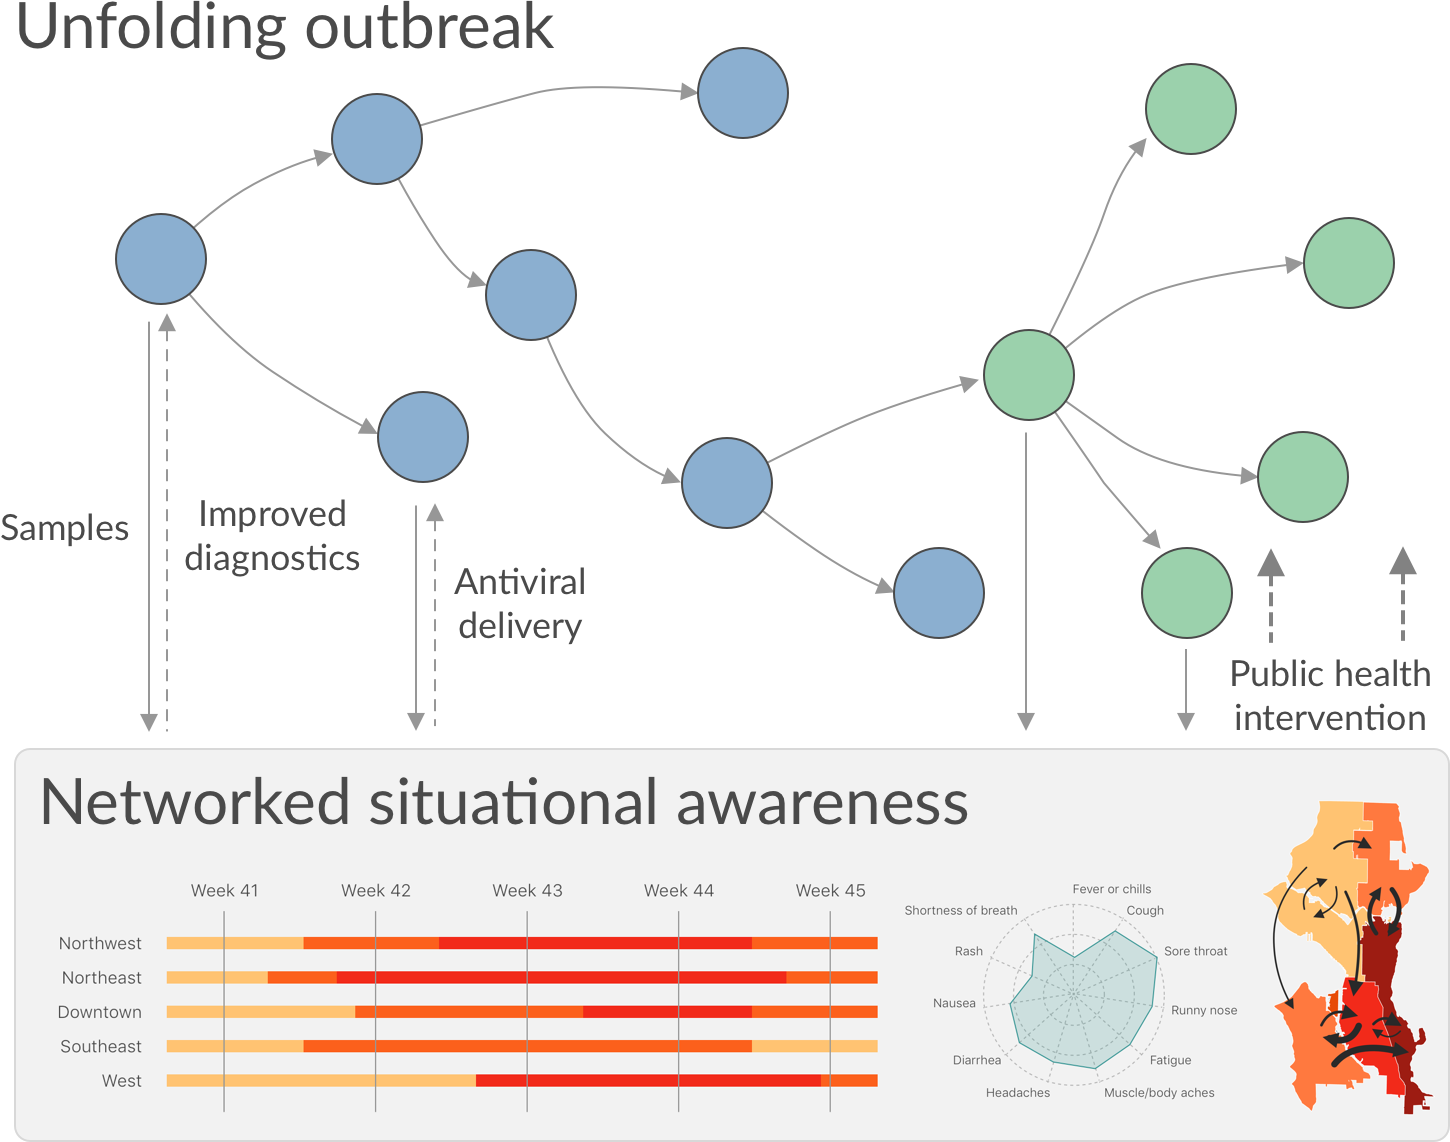 Unfolding outbreak
Samples
Improved
diagnostics
Antiviral
delivery
Public health
intervention
Networked situational awareness
Week 41
Week 42
Week 43
Week 44
Week 45
Northwest
Northeast
Downtown
Southeast
West
Fever or chills
Cough
Sore throat
Runny nose
Fatigue
Muscle/body aches
Headaches
Diarrhea
Nausea
Rash
Shortness of breath